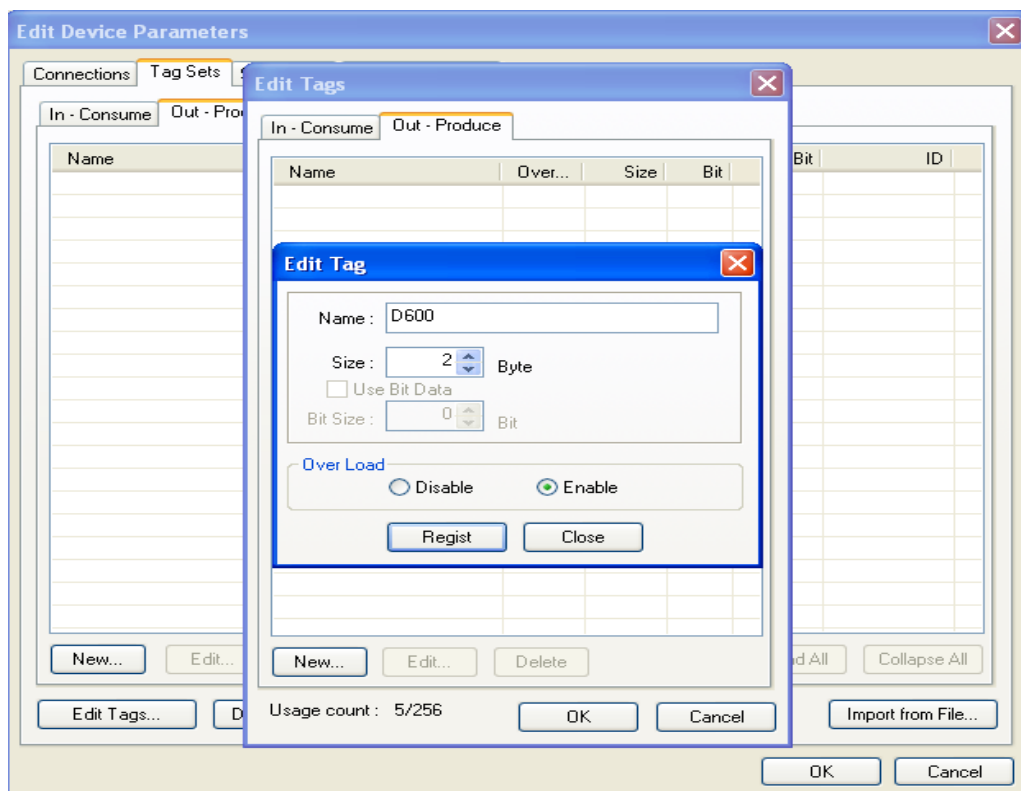 Edit Device Parameters
Connections Tag Sets
In - Consume Out - Pro
Name Bit ID
Edit Tags
In - Consume Out - Produce
Name Over... Size Bit
Edit Tag
Name : D600
Size : 2 Byte
Use Bit Data
Bit Size : 0 Bit
Over Load
Disable Enable
Regist Close
New... Edit... Delete
Usage count : 5/256 OK Cancel
New... Edit... d All Collapse All
Edit Tags... D Import from File...
OK Cancel